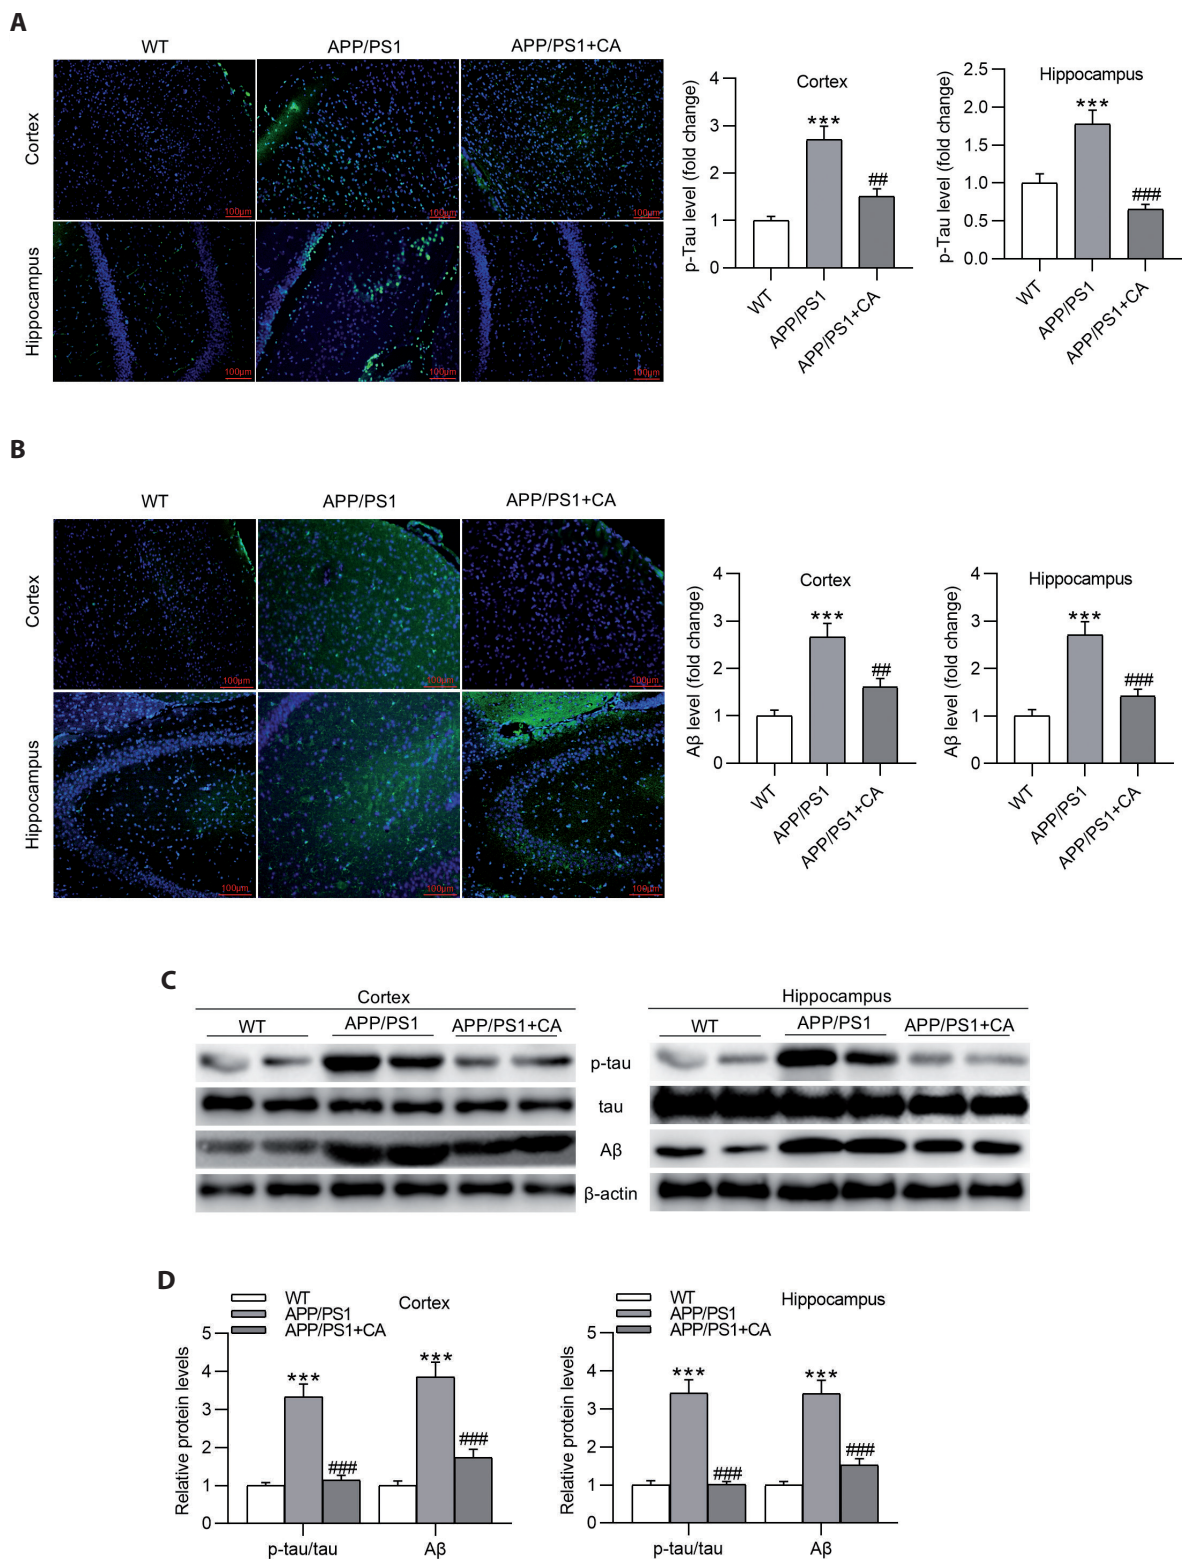 A
WT APP/PS1 APP/PS1+CA
Cortex
100μm 100μm 100μm
Hippocampus
100μm 100μm 100μm
Cortex
p-Tau level (fold change)
4
3
2
1
0
***
##
WT APP/PS1 APP/PS1+CA
Hippocampus
p-Tau level (fold change)
2.5
2.0
1.5
1.0
0.5
0.0
***
###
WT APP/PS1 APP/PS1+CA
B
WT APP/PS1 APP/PS1+CA
Cortex
100μm 100μm 100μm
Hippocampus
100μm 100μm 100μm
Cortex
Aβ level (fold change)
4
3
2
1
0
***
##
WT APP/PS1 APP/PS1+CA
Hippocampus
Aβ level (fold change)
4
3
2
1
0
***
###
WT APP/PS1 APP/PS1+CA
C
Cortex Hippocampus
WT APP/PS1 APP/PS1+CA WT APP/PS1 APP/PS1+CA
p-tau
tau
Aβ
β-actin
D
WT
APP/PS1
APP/PS1+CA
Cortex
Relative protein levels
5
4
3
2
1
0
*** ###
*** ###
p-tau/tau Aβ
WT
APP/PS1
APP/PS1+CA
Hippocampus
Relative protein levels
5
4
3
2
1
0
*** ###
*** ###
p-tau/tau Aβ